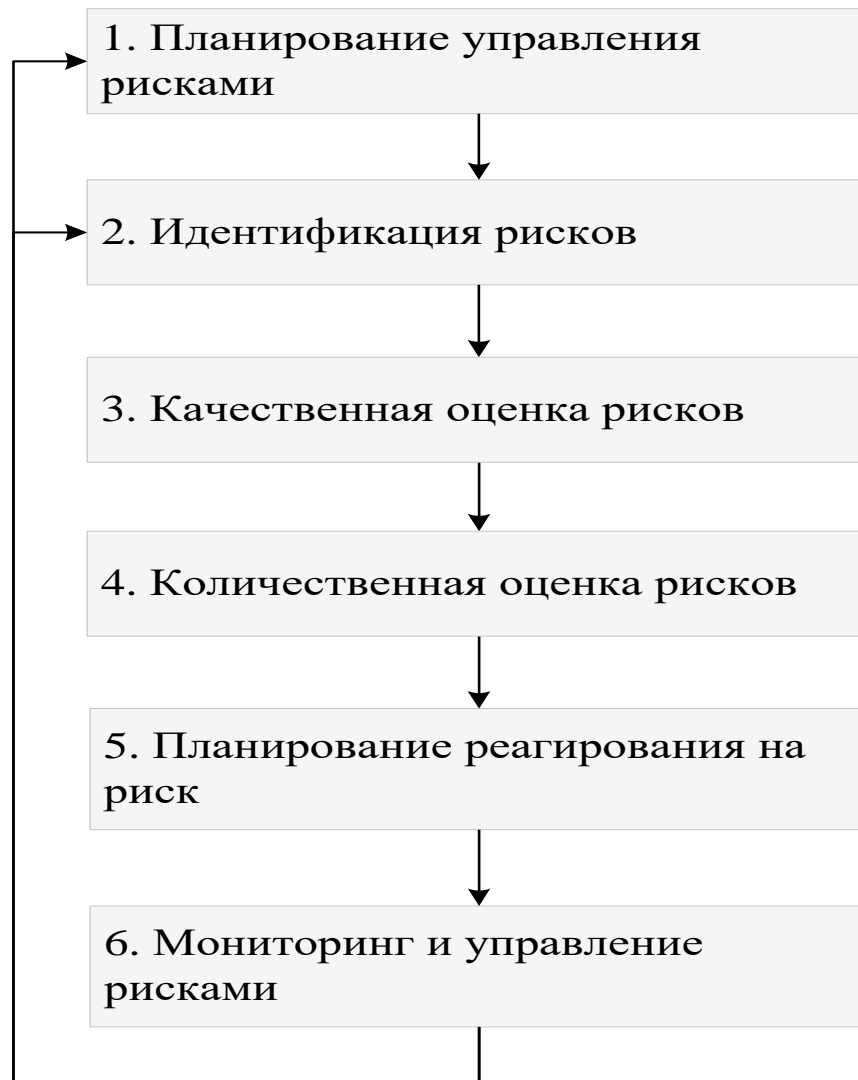 1. Планирование управления
рисками
2. Идентификация рисков
3. Качественная оценка рисков
4. Количественная оценка рисков
5. Планирование реагирования на
риск
6. Мониторинг и управление
рисками